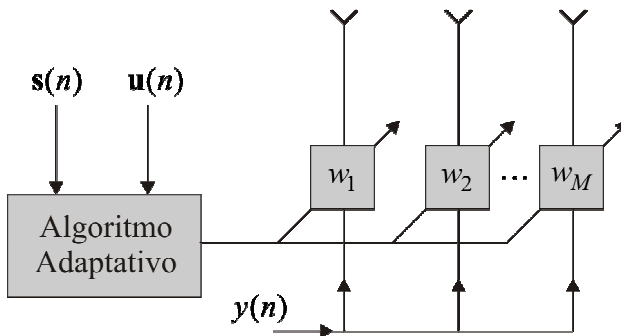 s(n) u(n)
w1 w2 ... wM
Algoritmo
Adaptativo
y(n)